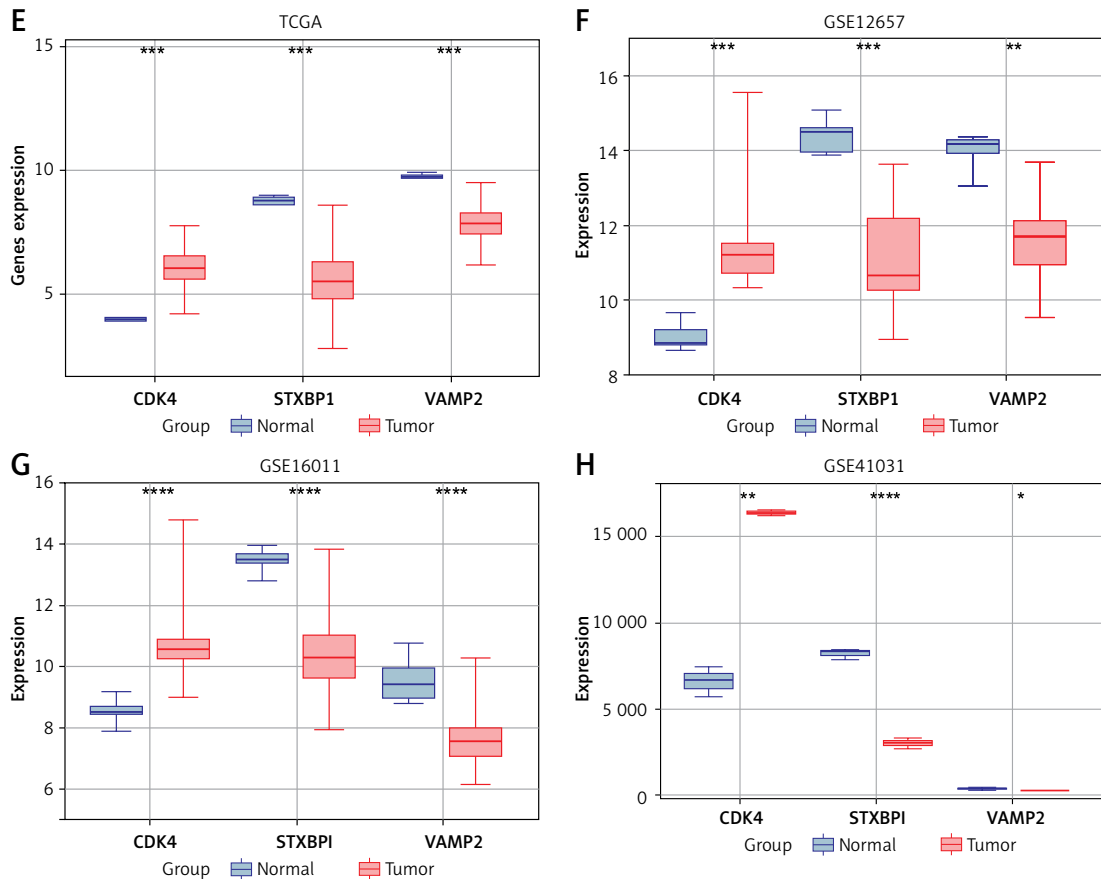 E
TCGA
Genes expression
15
10
5
*** *** ***
CDK4 STXBP1 VAMP2
Group Normal Tumor
F
GSE12657
Expression
16
14
12
10
8
*** *** **
CDK4 STXBP1 VAMP2
Group Normal Tumor
G
GSE16011
Expression
16
14
12
10
8
6
**** **** ****
CDK4 STXBPI VAMP2
Group Normal Tumor
H
GSE41031
Expression
15 000
10 000
5 000
0
** **** *
CDK4 STXBPI VAMP2
Group Normal Tumor